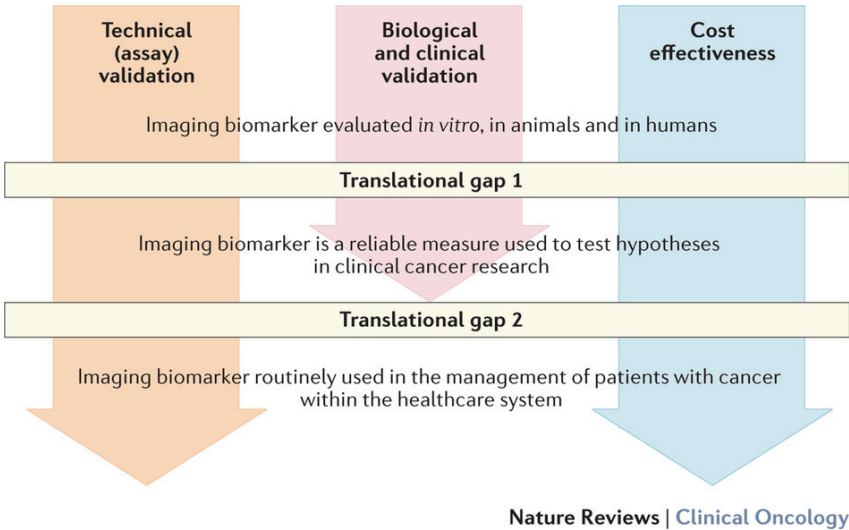 Technical
(assay)
validation
Biological
and clinical
validation
Cost
effectiveness
Imaging biomarker evaluated in vitro, in animals and in humans
Translational gap 1
Imaging biomarker is a reliable measure used to test hypotheses
in clinical cancer research
Translational gap 2
Imaging biomarker routinely used in the management of patients with cancer
within the healthcare system
Nature Reviews | Clinical Oncology